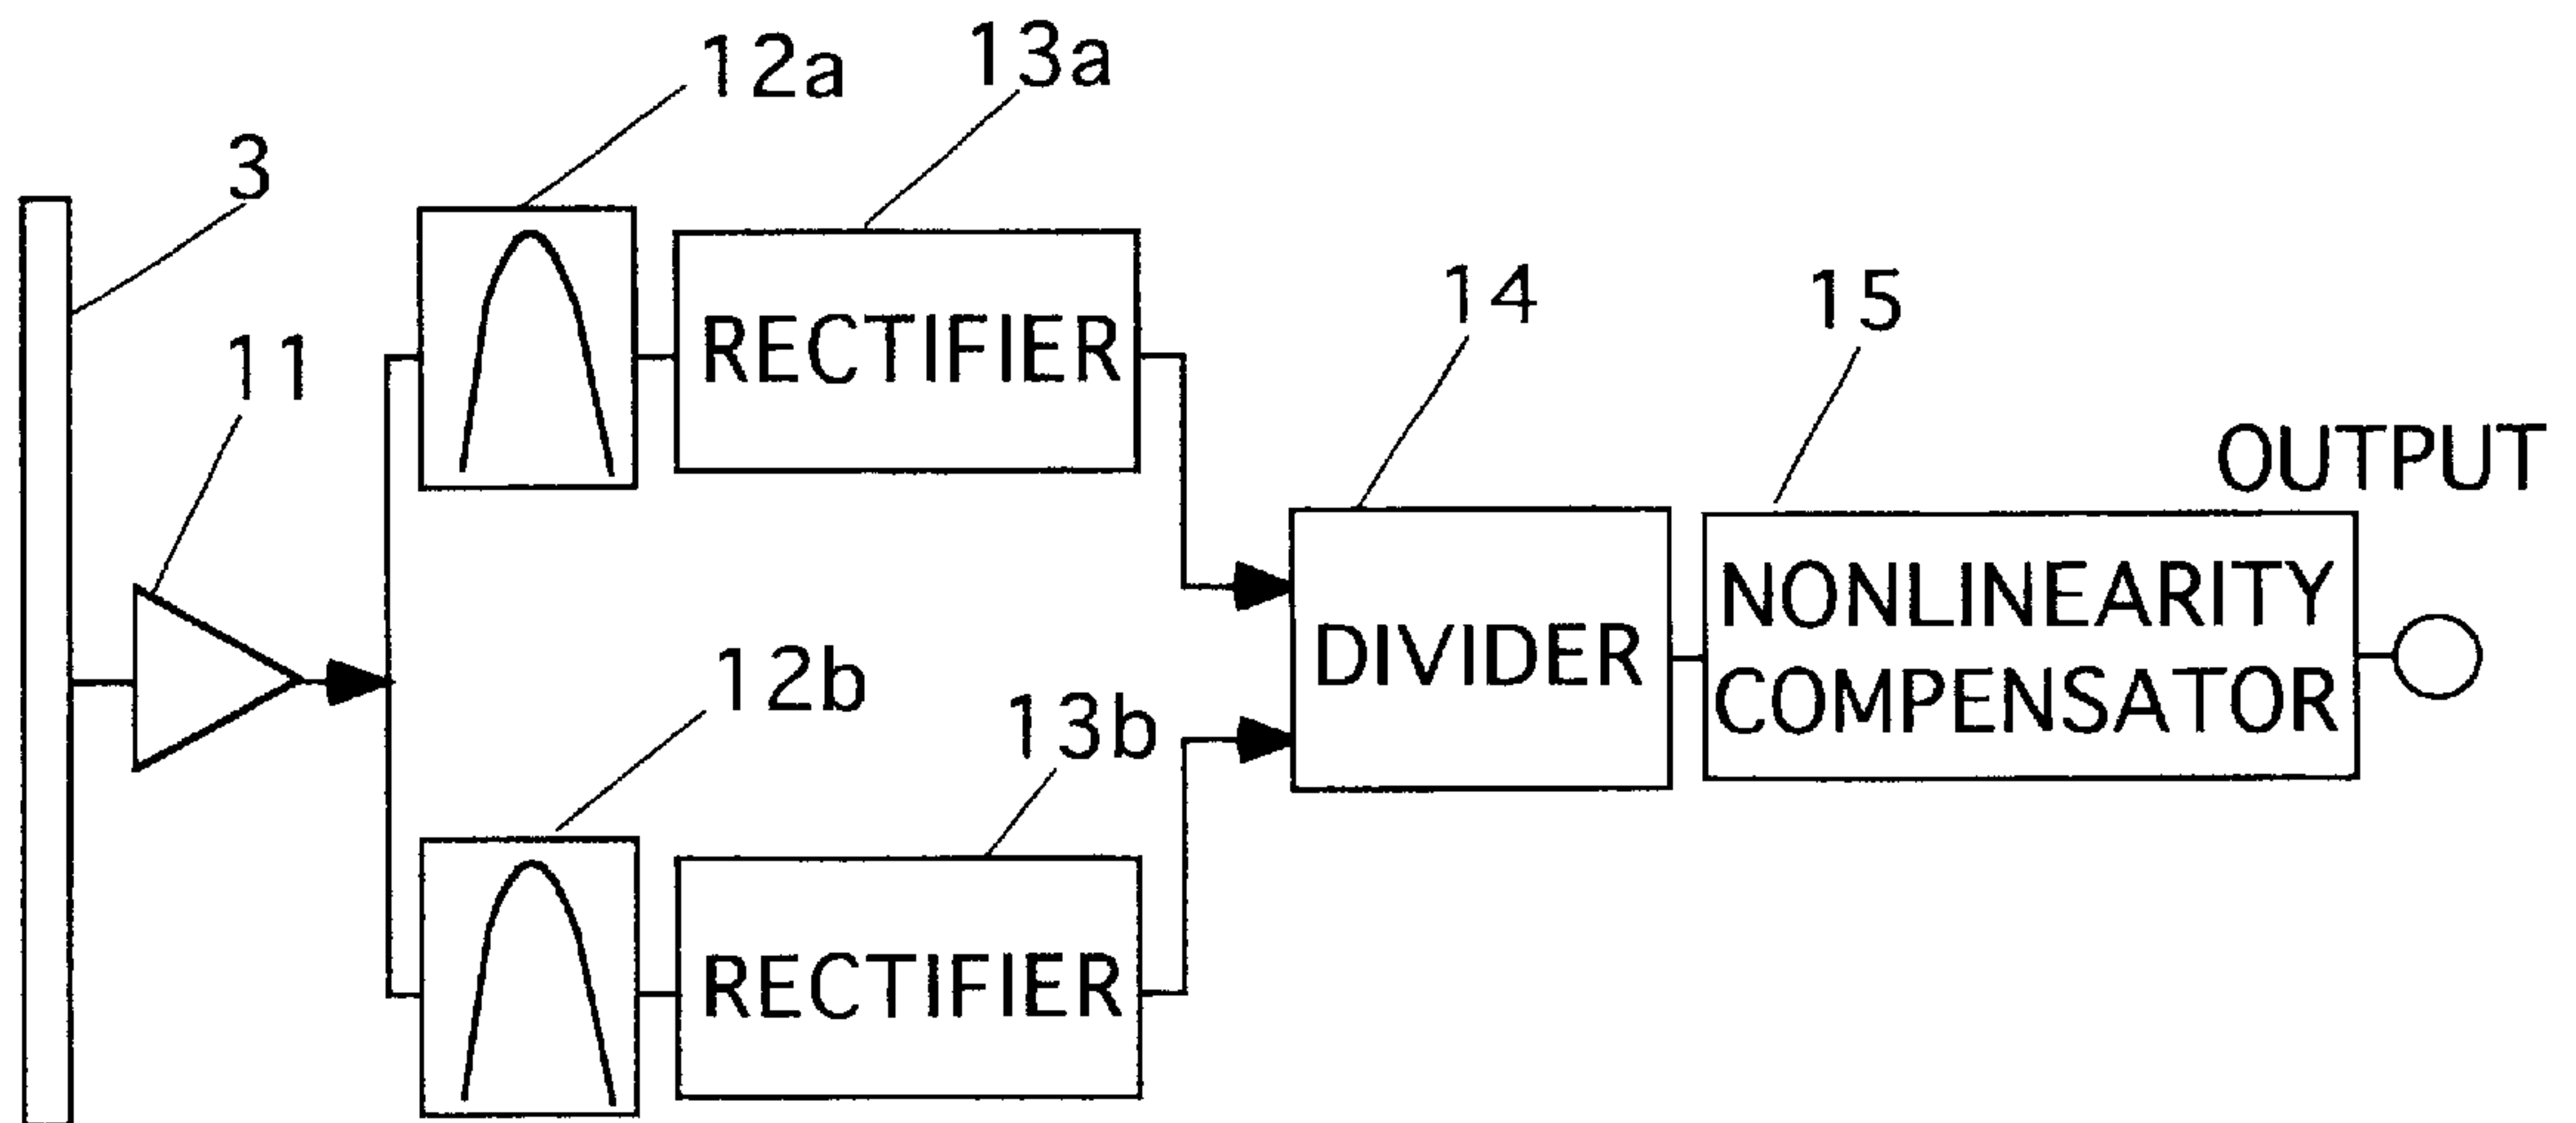 12a
13a
3
11
RECTIFIER
14
15
OUTPUT
DIVIDER
NONLINEARITY
COMPENSATOR
12b
13b
RECTIFIER